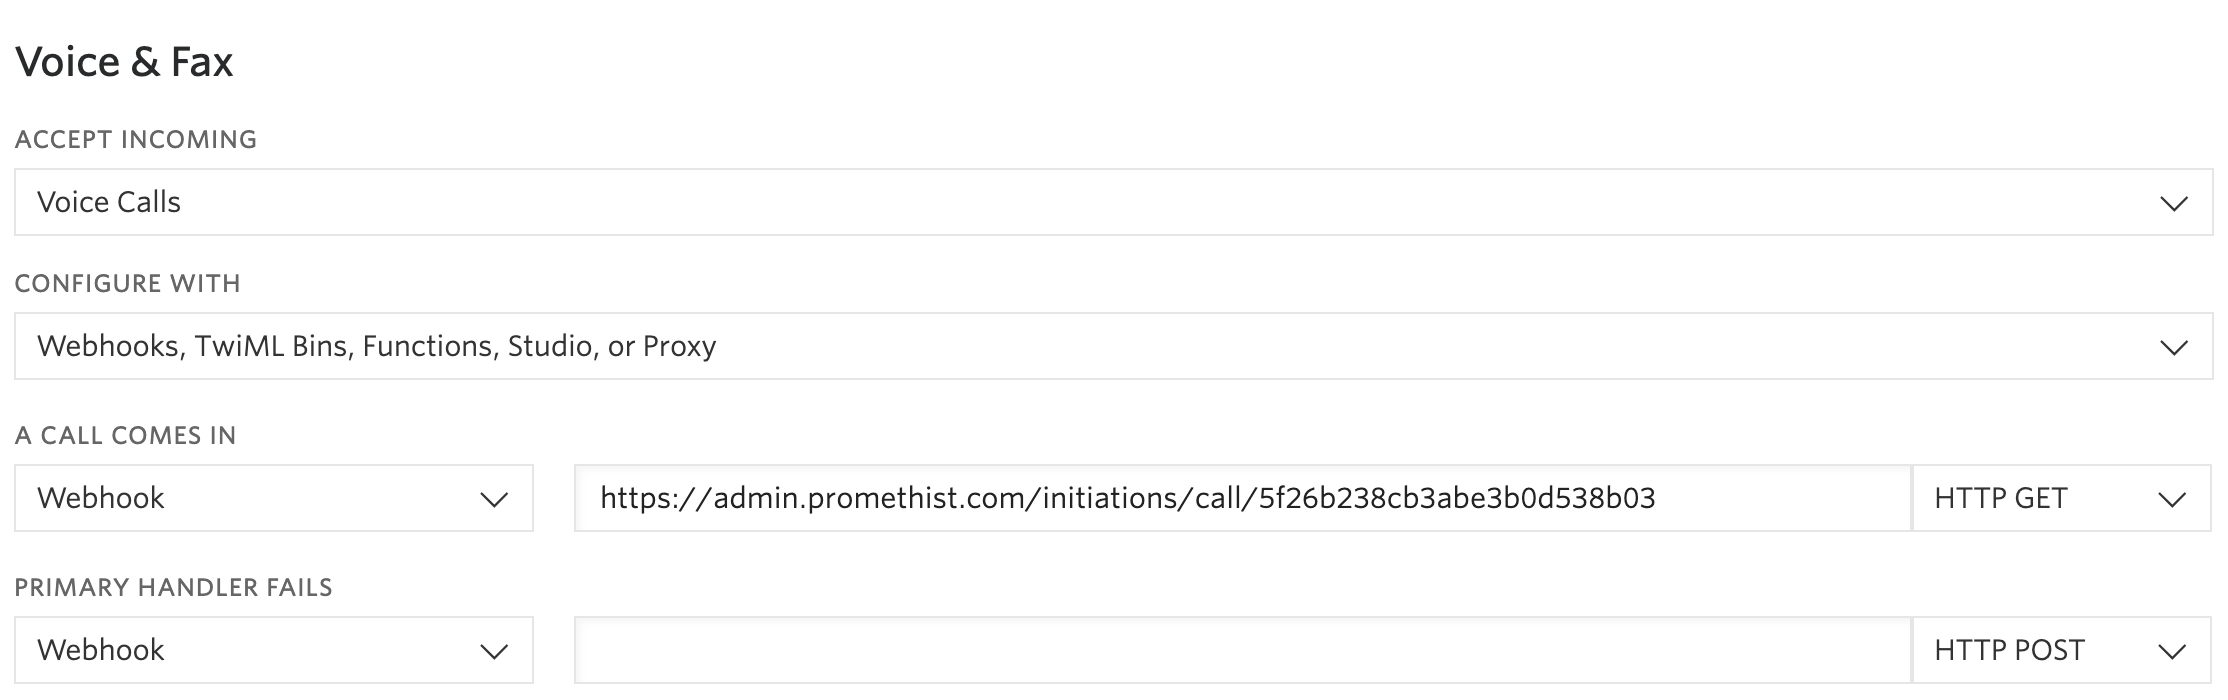 Voice & Fax
ACCEPT INCOMING
Voice Calls
CONFIGURE WITH
Webhooks, TwiML Bins, Functions, Studio, or Proxy
A CALL COMES IN
Webhook https://admin.promethist.com/initiations/call/5f26b238cb3abe3b0d538b03 HTTP GET
PRIMARY HANDLER FAILS
Webhook HTTP POST